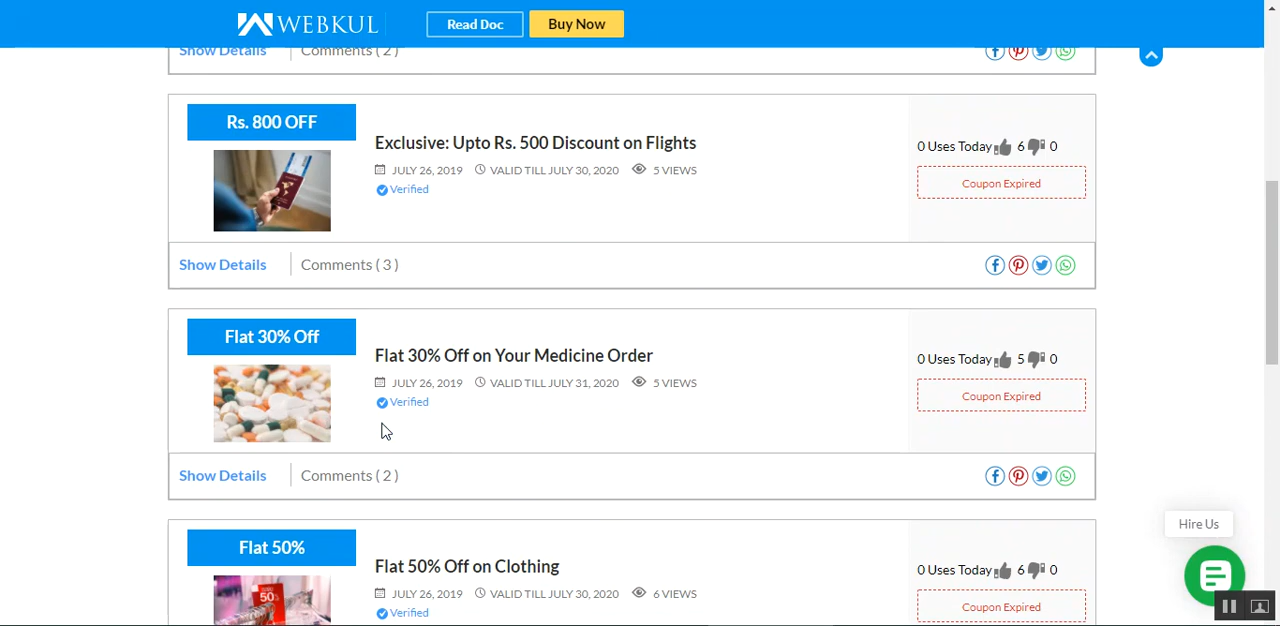 WEBKUL Read Doc Buy Now
Show Details Comments ( 2 )
Rs. 800 OFF
Exclusive: Upto Rs. 500 Discount on Flights
JULY 26, 2019 VALID TILL JULY 30, 2020 5 VIEWS
Verified
0 Uses Today 6 0
Coupon Expired
Show Details Comments ( 3 )
Flat 30% Off
Flat 30% Off on Your Medicine Order
JULY 26, 2019 VALID TILL JULY 31, 2020 5 VIEWS
Verified
0 Uses Today 5 0
Coupon Expired
Show Details Comments ( 2 )
Hire Us
Flat 50%
50%
Flat 50% Off on Clothing
JULY 26, 2019 VALID TILL JULY 30, 2020 6 VIEWS
Verified
0 Uses Today 6 0
Coupon Expired